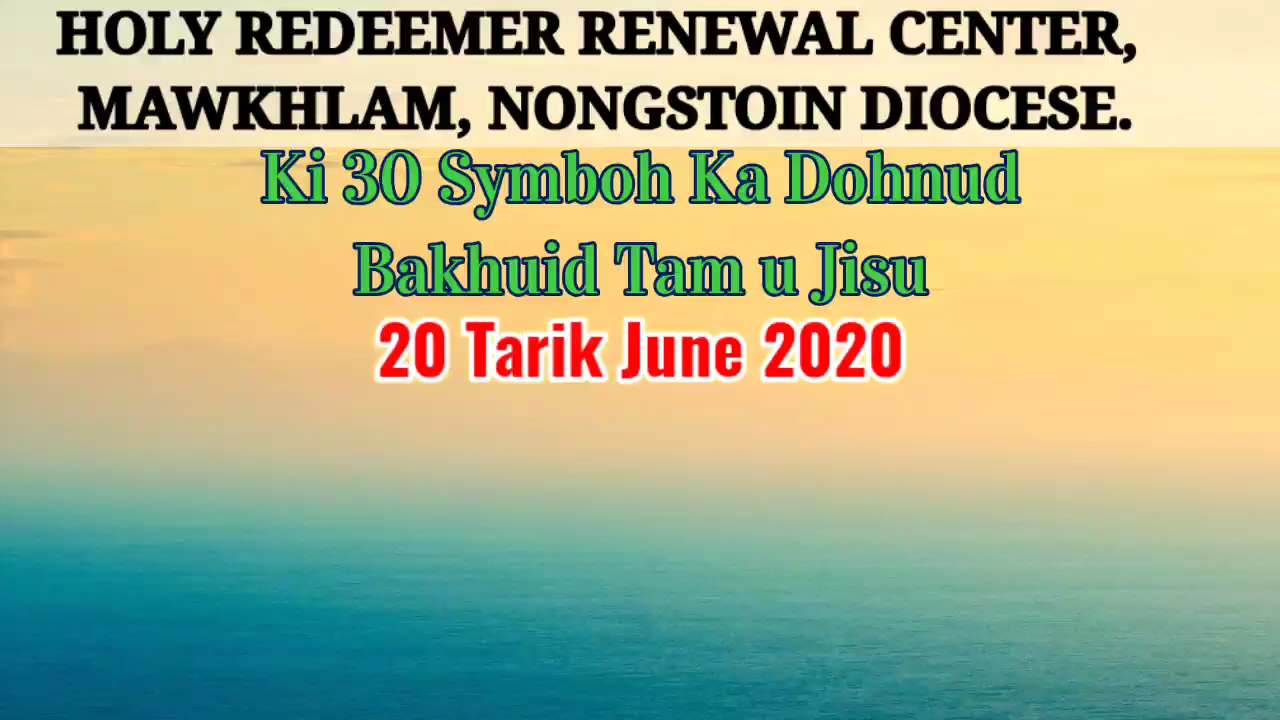 HOLY REDEEMER RENEWAL CENTER,
MAWKHLAM, NONGSTOIN DIOCESE.
Ki 30 Symboh Ka Dohnud
Bakhuid Tam u Jisu
20 Tarik June 2020